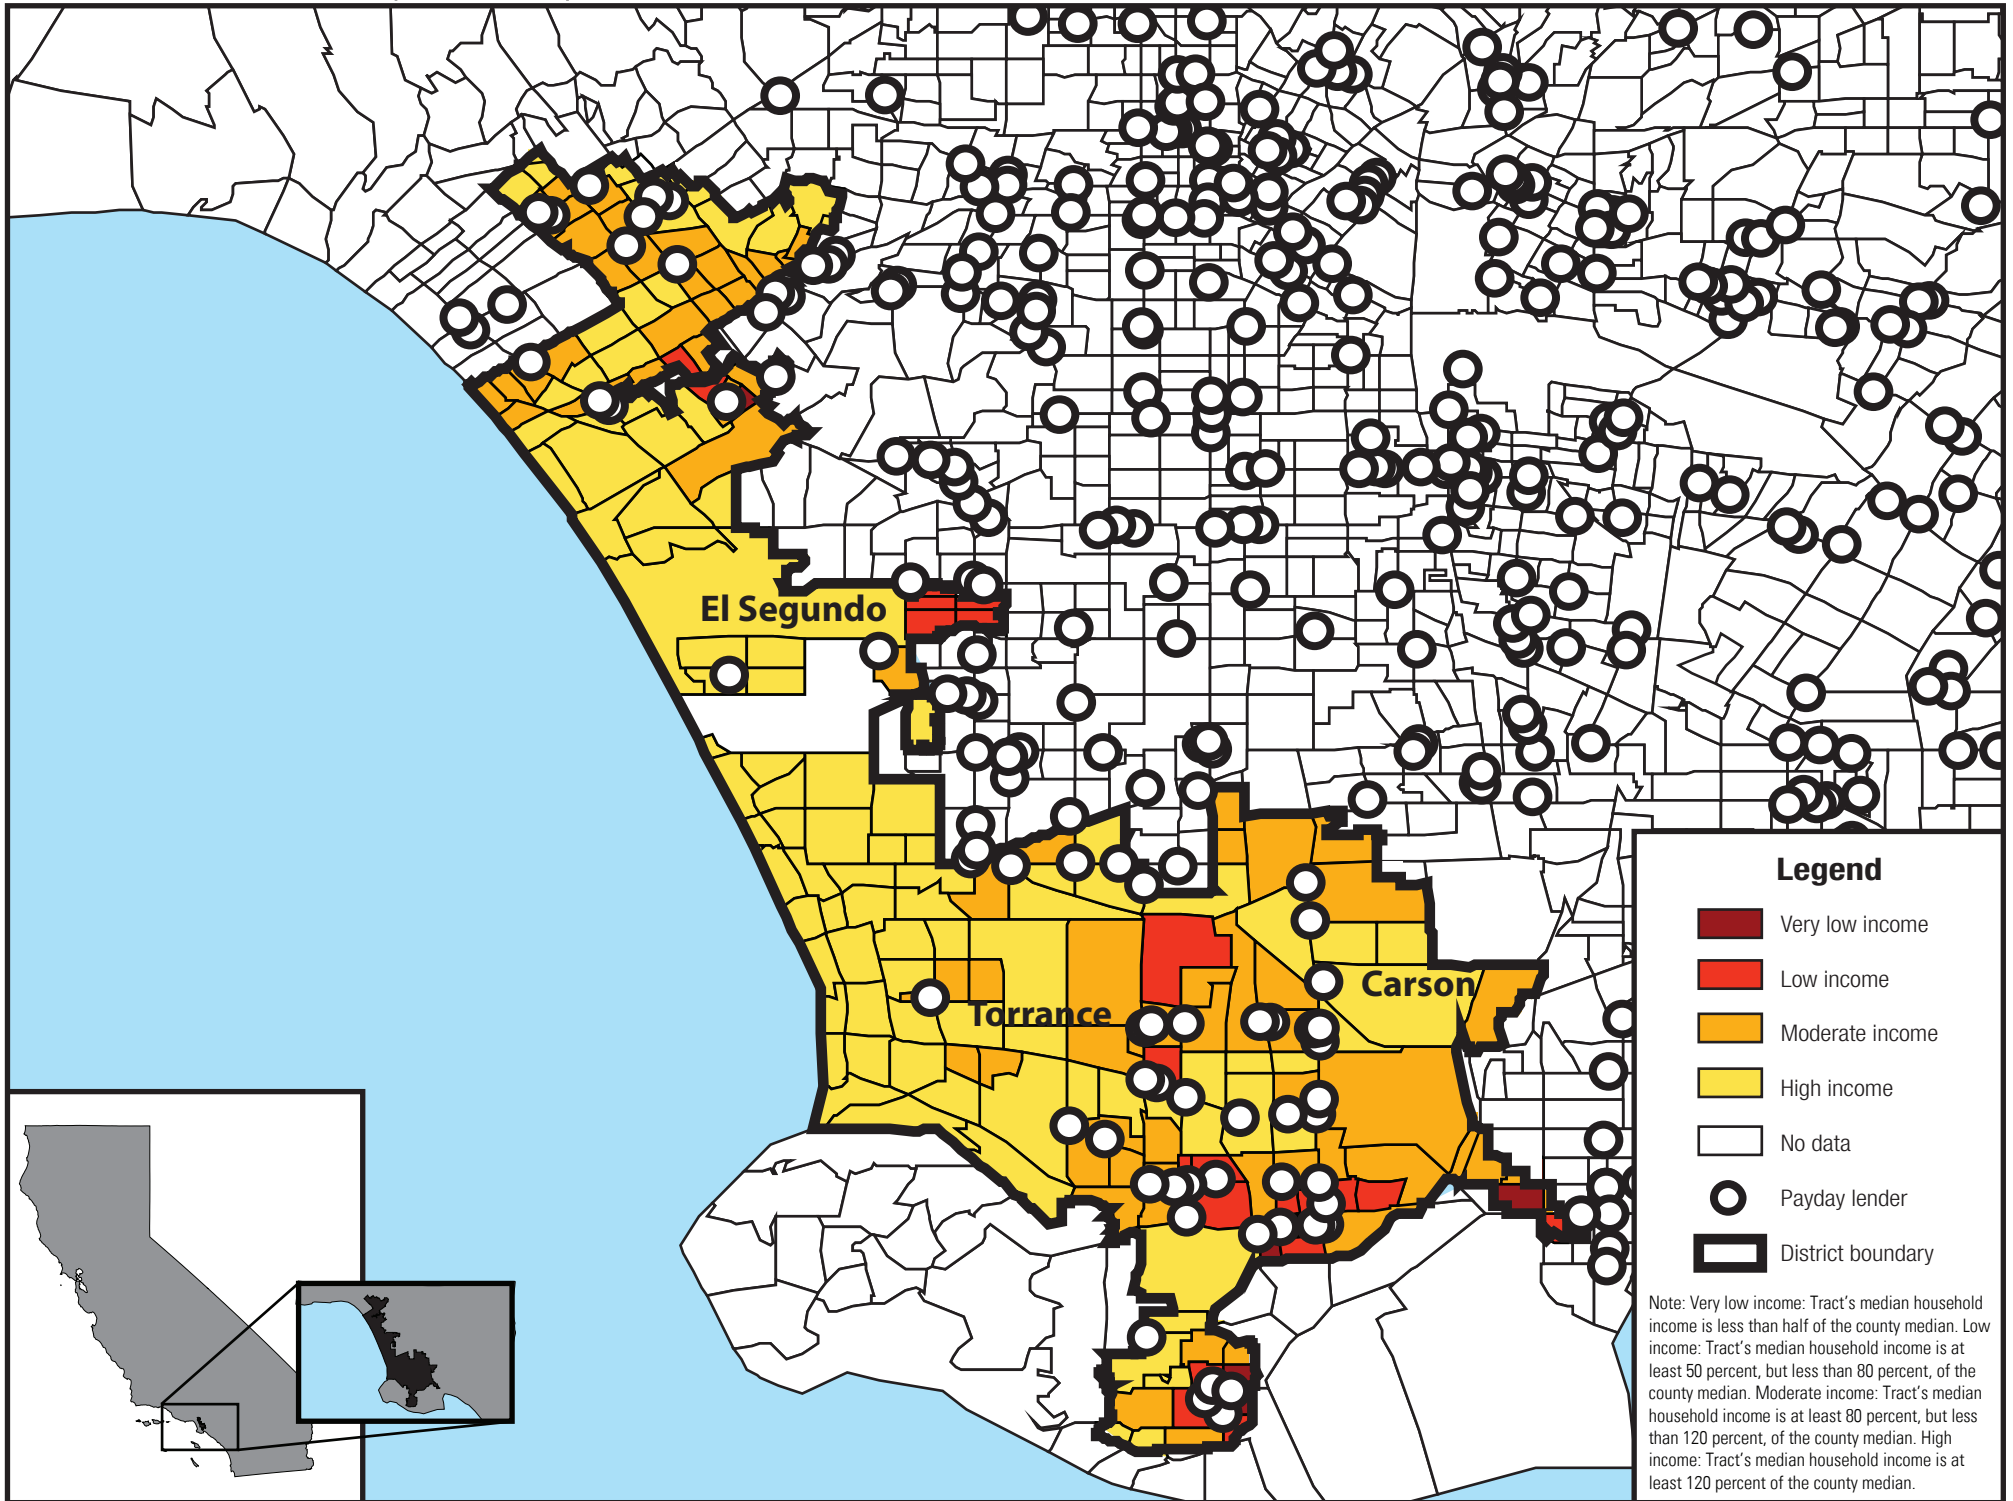 El Segundo
Carson
Torrance
Legend
Very low income
Low income
Moderate income
High income
No data
Payday lender
District boundary
Note: Very low income: Tract's median household
income is less than half of the county median. Low
income: Tract's median household income is at
least 50 percent, but less than 80 percent, of the
county median. Moderate income: Tract's median
household income is at least 80 percent, but less
than 120 percent, of the county median. High
income: Tract's median household income is at
least 120 percent of the county median.